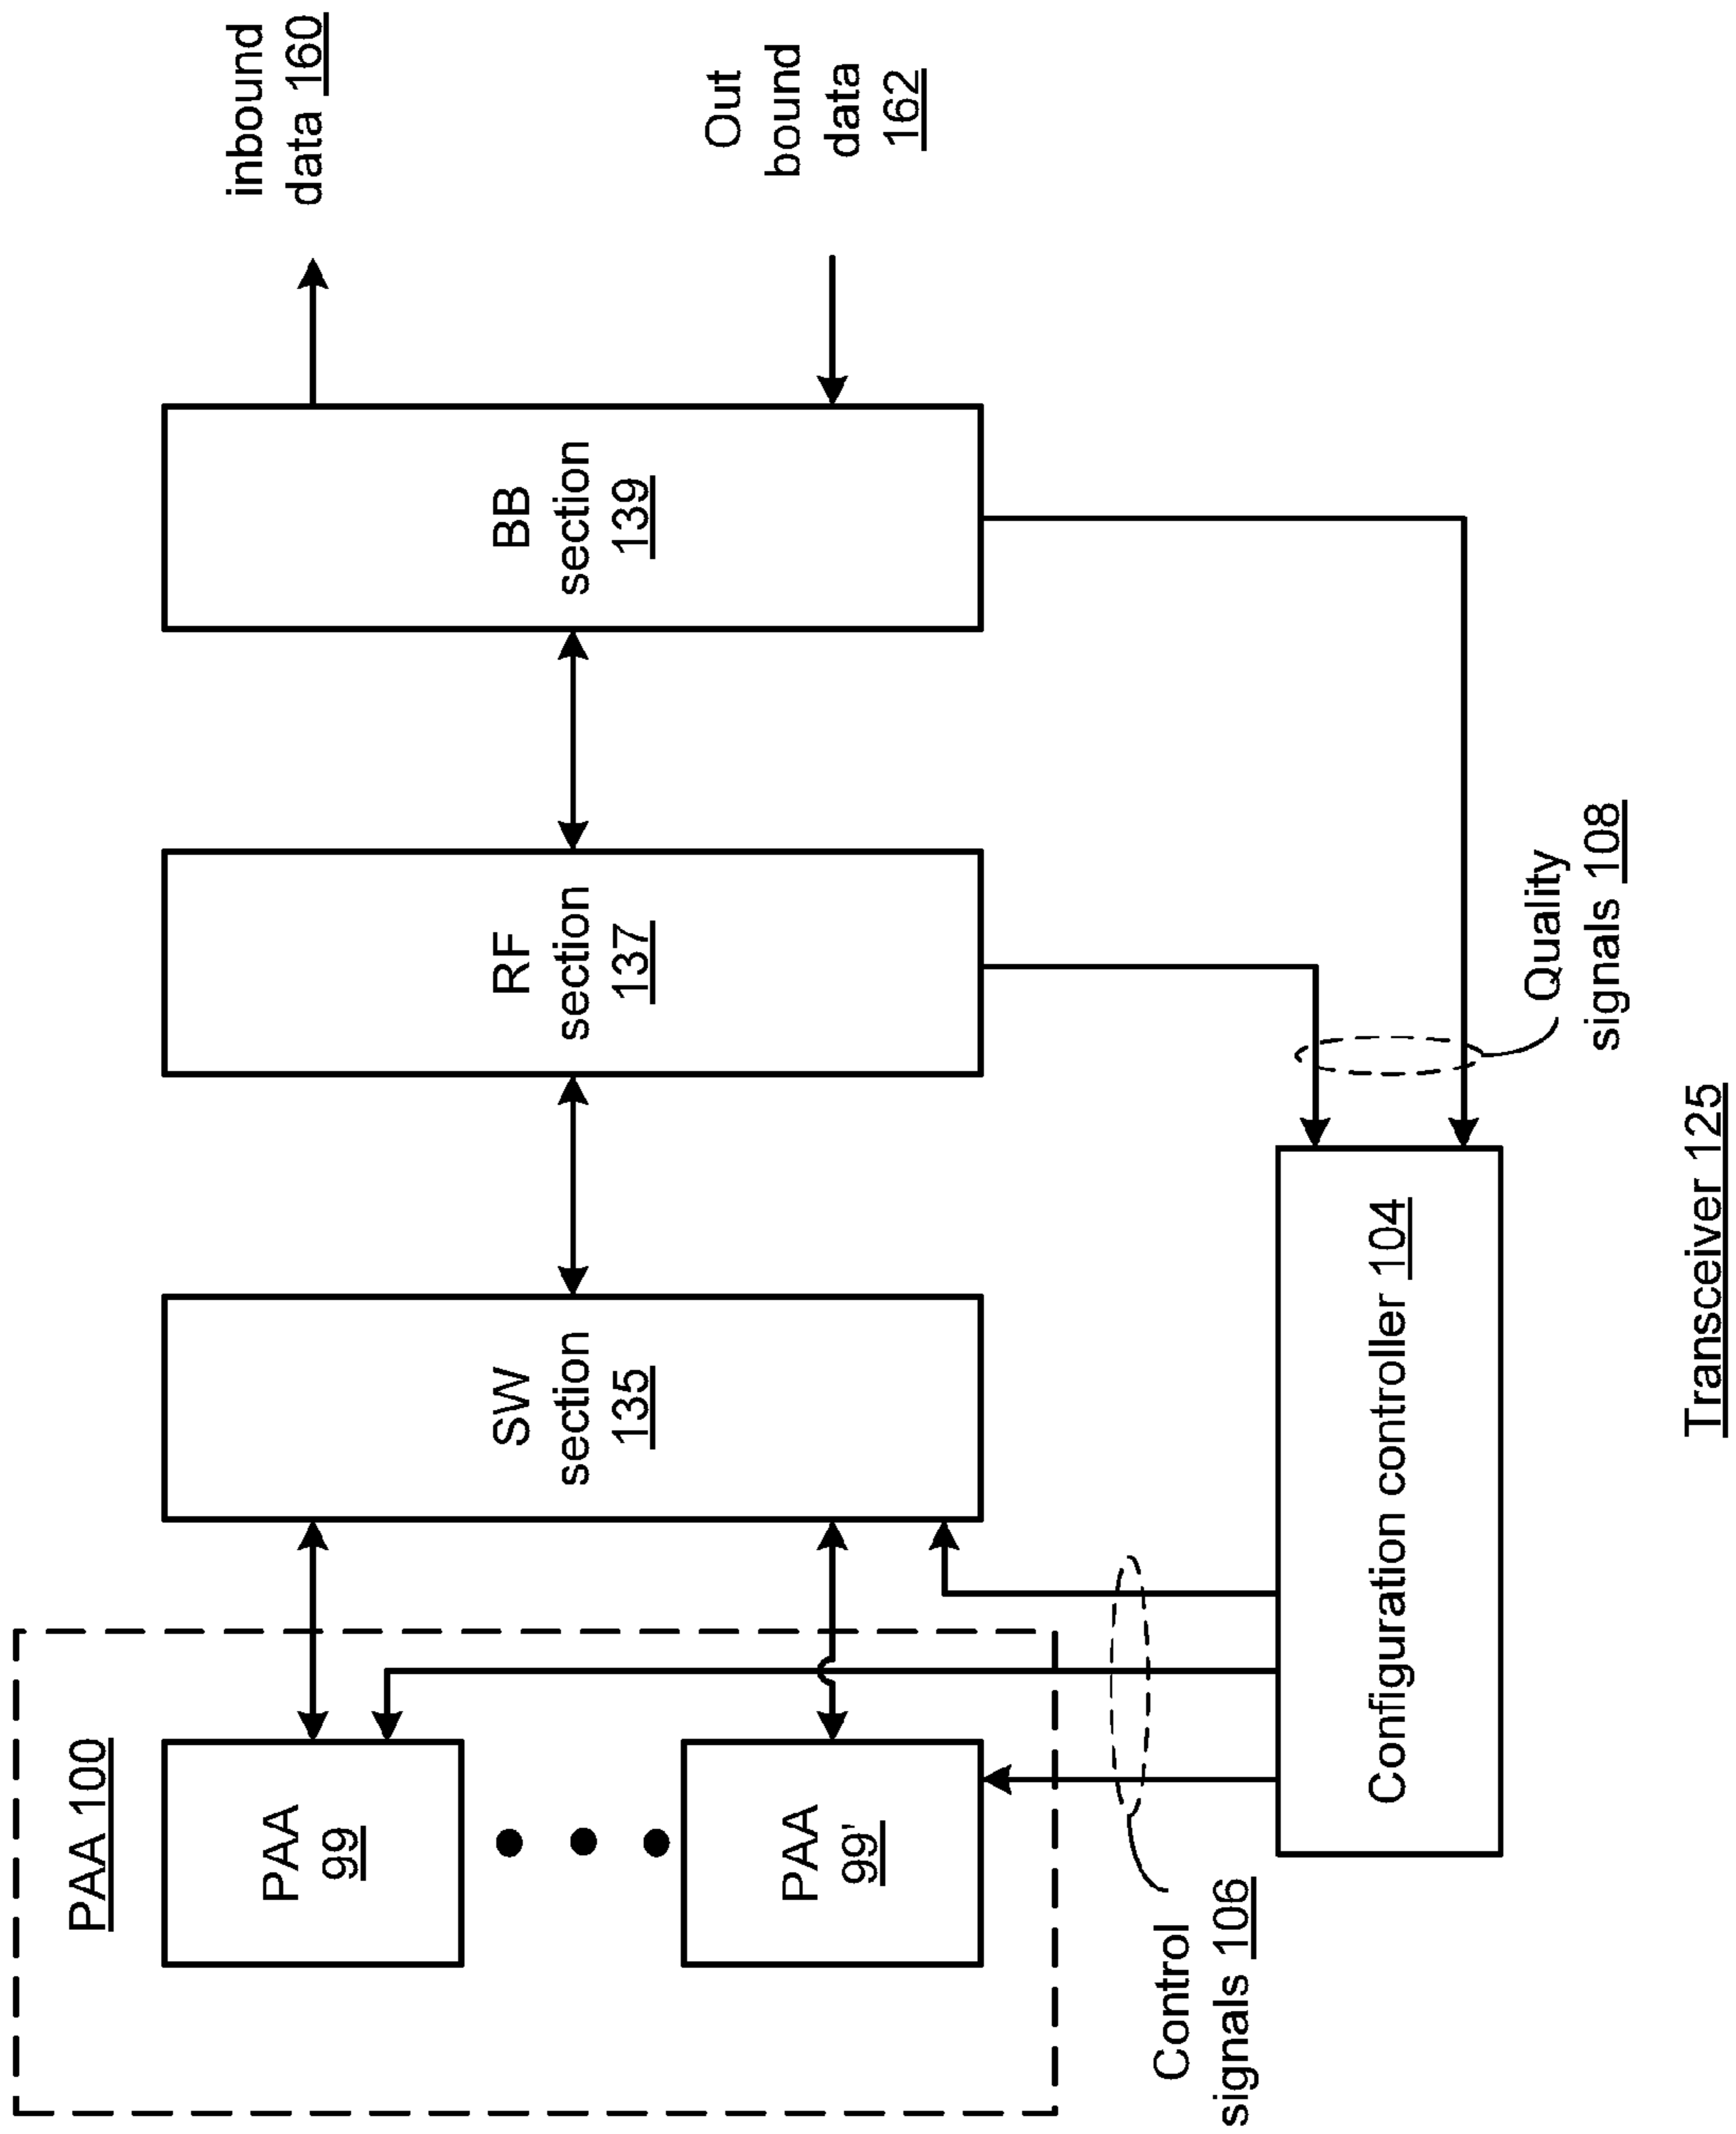 PAA 100
PAA
99
PAA
99'
SW
section
135
RF
section
137
BB
section
139
inbound
data 160
Out
bound
data
162
Control
signals 106
Configuration controller 104
Quality
signals 108
Transceiver 125